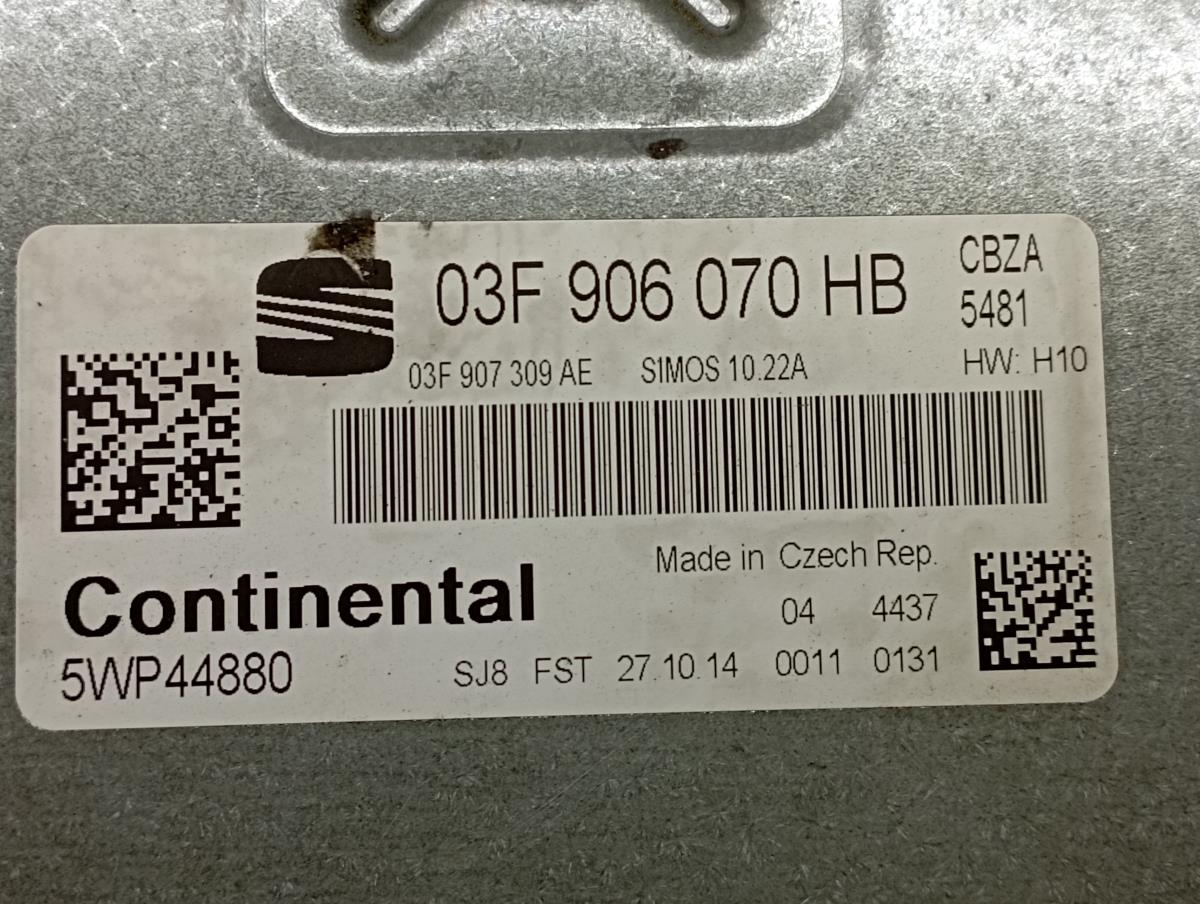 03F 906 070 HB CBZA
5481
03F 907 309 AE SIMOS 10.22A HW: H10
Made in Czech Rep.
Continental 04 4437
5WP44880 SJ8 FST 27.10.14 0011 0131